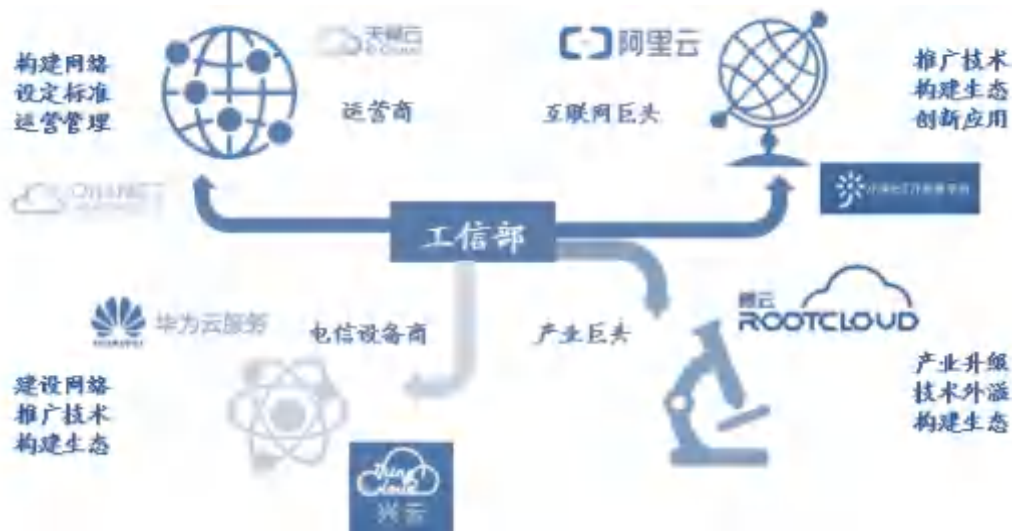 构建网络
设定标准
运营管理
天翼云
运营商
阿里云
互联网巨头
推广技术
构建生态
创新应用
工信部
华为云服务
电信设备商
建设网络
推广技术
构建生态
Thing
Cloud
兴云
产业巨头
根云
ROOTCLOUD
产业升级
技术外溢
构建生态